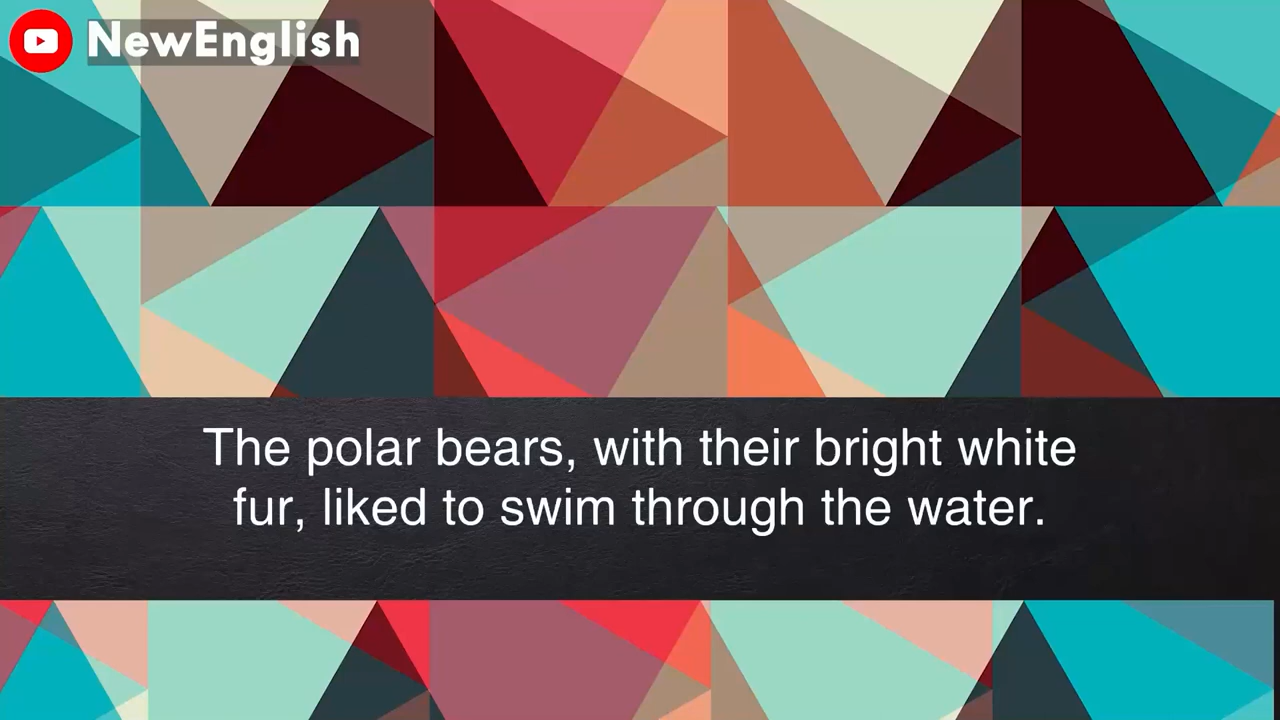 NewEnglish
The polar bears, with their bright white
fur, liked to swim through the water.